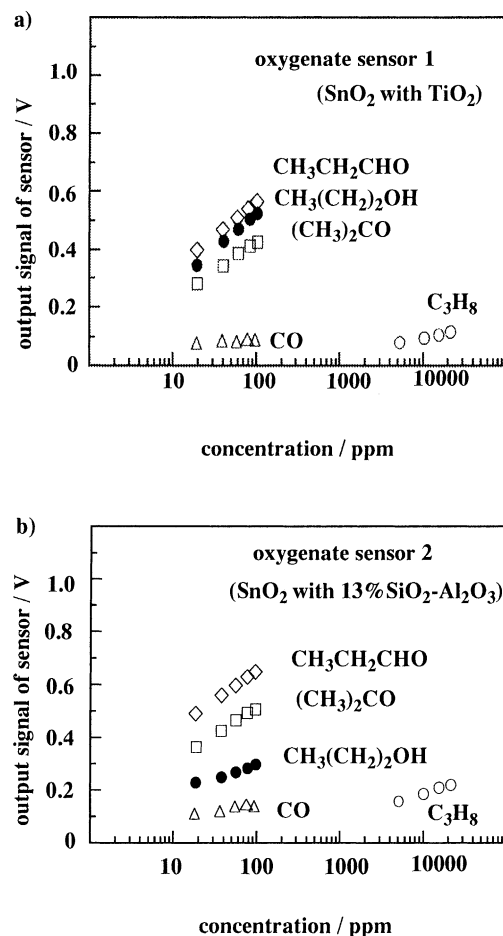 a)
oxygenate sensor 1
(SnO₂ with TiO₂)
output signal of sensor / V
1.0
0.8
0.6
0.4
0.2
0
CH₃CH₂CHO
CH₃(CH₂)₂OH
(CH₃)₂CO
CO
C₃H₈
10 100 1000 10000
concentration / ppm
b)
oxygenate sensor 2
(SnO₂ with 13%SiO₂-Al₂O₃)
output signal of sensor / V
1.0
0.8
0.6
0.4
0.2
0
CH₃CH₂CHO
(CH₃)₂CO
CH₃(CH₂)₂OH
CO
C₃H₈
10 100 1000 10000
concentration / ppm